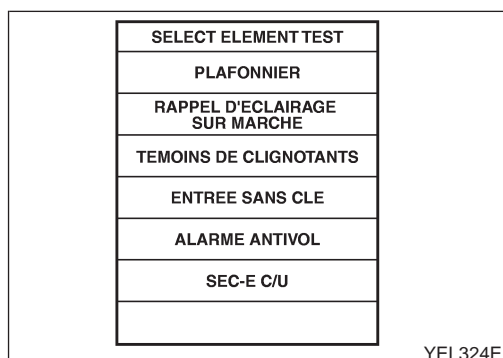 SELECT ELEMENT TEST
PLAFONNIER
RAPPEL D'ECLAIRAGE
SUR MARCHE
TEMOINS DE CLIGNOTANTS
ENTREE SANS CLE
ALARME ANTIVOL
SEC-E C/U
YEL324F